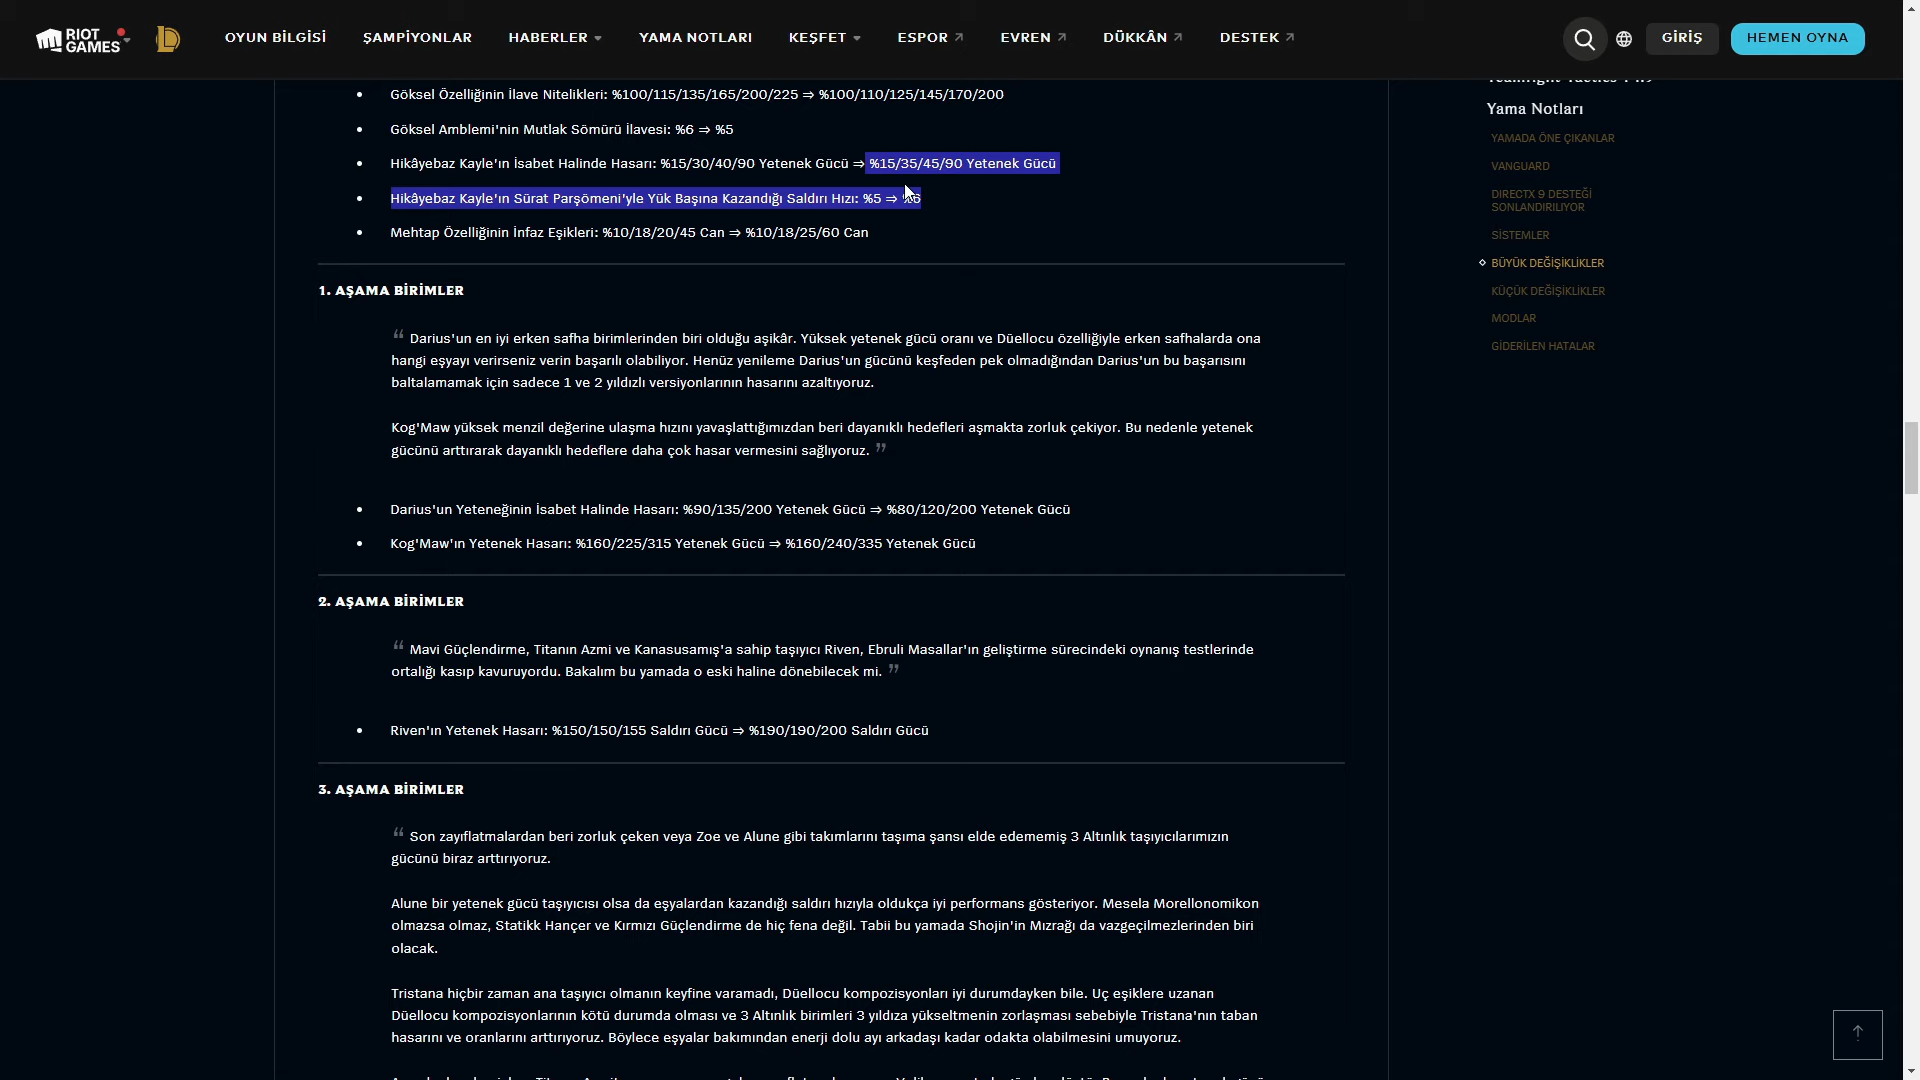 RIOT GAMES
OYUN BİLGİSİ
ŞAMPİYONLAR
HABERLER
YAMA NOTLARI
KEŞFET
ESPOR
EVREN
DÜKKÂN
DESTEK
GİRİŞ
HEMEN OYNA
• Göksel Özelliğinin İlave Nitelikleri: %100/115/135/165/200/225 ⇒ %100/110/125/145/170/200
• Göksel Amblemi'nin Mutlak Sömürü İlavesi: %6 ⇒ %5
• Hikâyebaz Kayle'ın İsabet Halinde Hasarı: %15/30/40/90 Yetenek Gücü ⇒ %15/35/45/90 Yetenek Gücü
• Hikâyebaz Kayle'ın Sürat Parşömeni'yle Yük Başına Kazandığı Saldırı Hızı: %5 ⇒ %6
• Mehtap Özelliğinin İnfaz Eşikleri: %10/18/20/45 Can ⇒ %10/18/25/60 Can
1. AŞAMA BİRİMLER
“ Darius'un en iyi erken safha birimlerinden biri olduğu aşikâr. Yüksek yetenek gücü oranı ve Düellocu özelliğiyle erken safhalarda ona
hangi eşyayı verirseniz verin başarılı olabiliyor. Henüz yenileme Darius'un gücünü keşfeden pek olmadığından Darius'un bu başarısını
baltalamamak için sadece 1 ve 2 yıldızlı versiyonlarının hasarını azaltıyoruz.
Kog'Maw yüksek menzil değerine ulaşma hızını yavaşlattığımızdan beri dayanıklı hedefleri aşmakta zorluk çekiyor. Bu nedenle yetenek
gücünü arttırarak dayanıklı hedeflere daha çok hasar vermesini sağlıyoruz. ”
• Darius'un Yeteneğinin İsabet Halinde Hasarı: %90/135/200 Yetenek Gücü ⇒ %80/120/200 Yetenek Gücü
• Kog'Maw'ın Yetenek Hasarı: %160/225/315 Yetenek Gücü ⇒ %160/240/335 Yetenek Gücü
2. AŞAMA BİRİMLER
“ Mavi Güçlendirme, Titanın Azmi ve Kanasusamış'a sahip taşıyıcı Riven, Ebruli Masallar'ın geliştirme sürecindeki oynanış testlerinde
ortalığı kasıp kavuruyordu. Bakalım bu yamada o eski haline dönebilecek mi. ”
• Riven'ın Yetenek Hasarı: %150/150/155 Saldırı Gücü ⇒ %190/190/200 Saldırı Gücü
3. AŞAMA BİRİMLER
“ Son zayıflatmalardan beri zorluk çeken veya Zoe ve Alune gibi takımlarını taşıma şansı elde edememiş 3 Altınlık taşıyıcılarımızın
gücünü biraz arttırıyoruz.
Alune bir yetenek gücü taşıyıcısı olsa da eşyalardan kazandığı saldırı hızıyla oldukça iyi performans gösteriyor. Mesela Morellonomikon
olmazsa olmaz, Statikk Hançer ve Kırmızı Güçlendirme de hiç fena değil. Tabii bu yamada Shojin'in Mızrağı da vazgeçilmezlerinden biri
olacak.
Tristana hiçbir zaman ana taşıyıcı olmanın keyfine varamadı, Düellocu kompozisyonları iyi durumdayken bile. Uç eşiklere uzanan
Düellocu kompozisyonlarının kötü durumda olması ve 3 Altınlık birimleri 3 yıldıza yükseltmenin zorlaşması sebebiyle Tristana'nın taban
hasarını ve oranlarını arttırıyoruz. Böylece eşyalar bakımından enerji dolu ayı arkadaşı kadar odakta olabilmesini umuyoruz.
Yama Notları
YAMADA ÖNE ÇIKANLAR
VANGUARD
DIRECTX 9 DESTEĞİ
SONLANDIRILIYOR
SİSTEMLER
BÜYÜK DEĞİŞİKLİKLER
KÜÇÜK DEĞİŞİKLİKLER
MODLAR
GİDERİLEN HATALAR